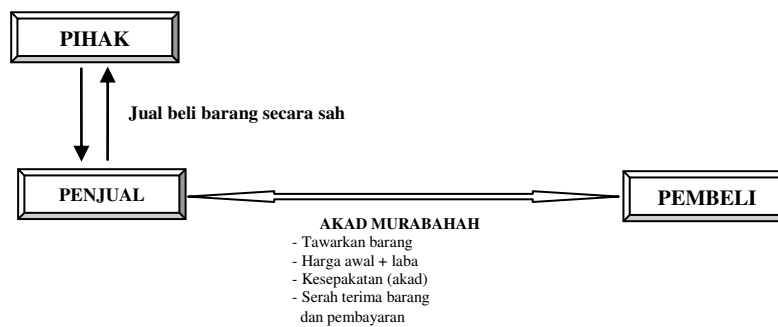 PIHAK
Jual beli barang secara sah
PENJUAL
PEMBELI
AKAD MURABAHAH
- Tawarkan barang
- Harga awal + laba
- Kesepakatan (akad)
- Serah terima barang
dan pembayaran